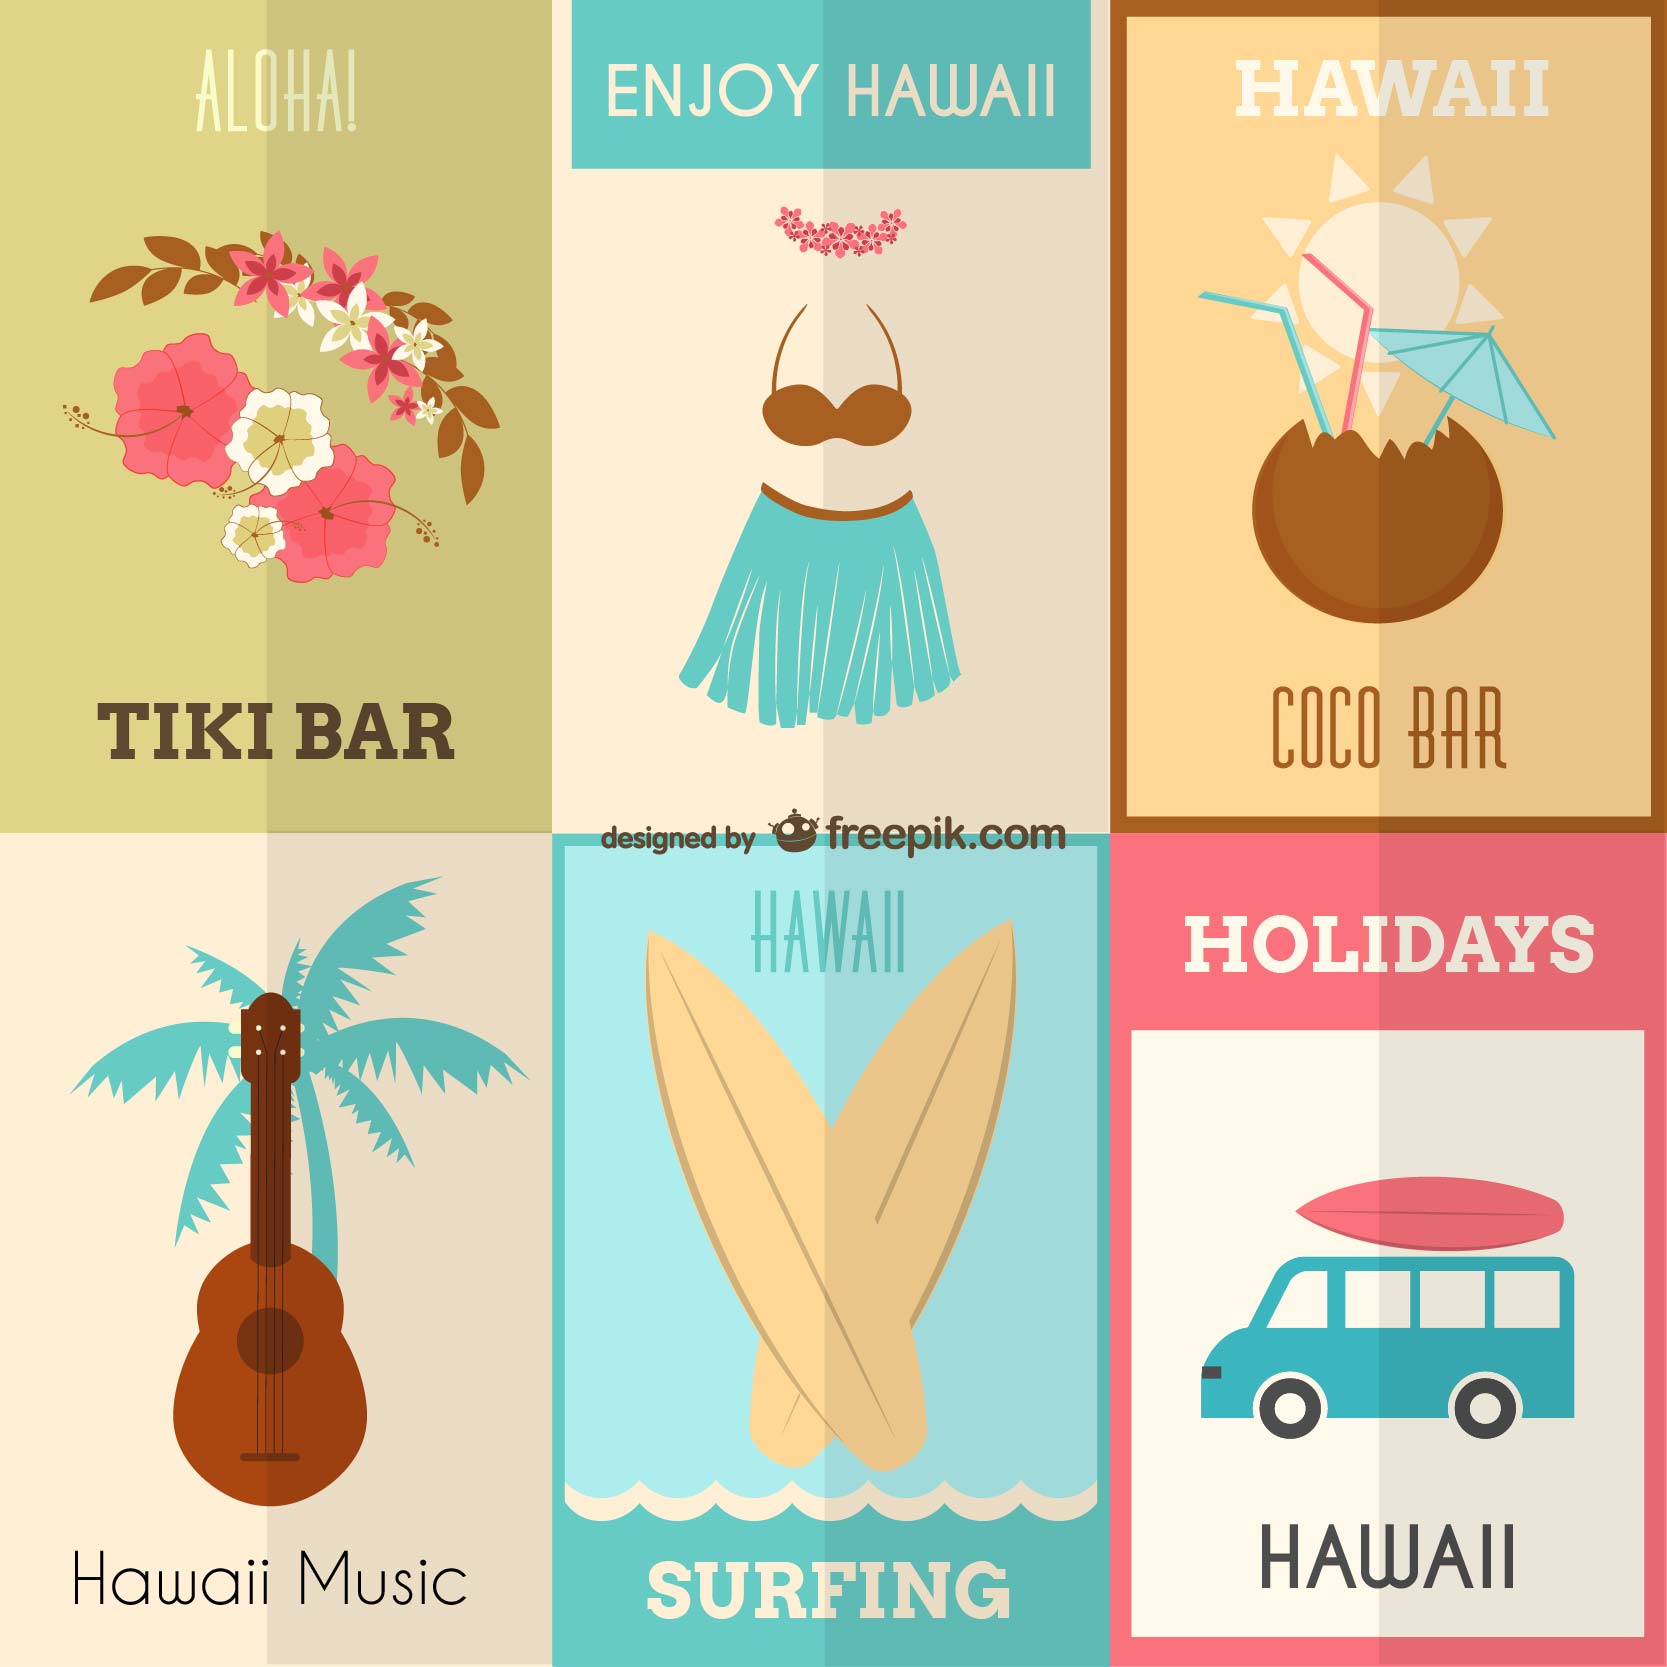 ALOHA!
TIKI BAR
ENJOY HAWAII
HAWAII
COCO BAR
designed by freepik.com
Hawaii Music
HAWAII
SURFING
HOLIDAYS
HAWAII